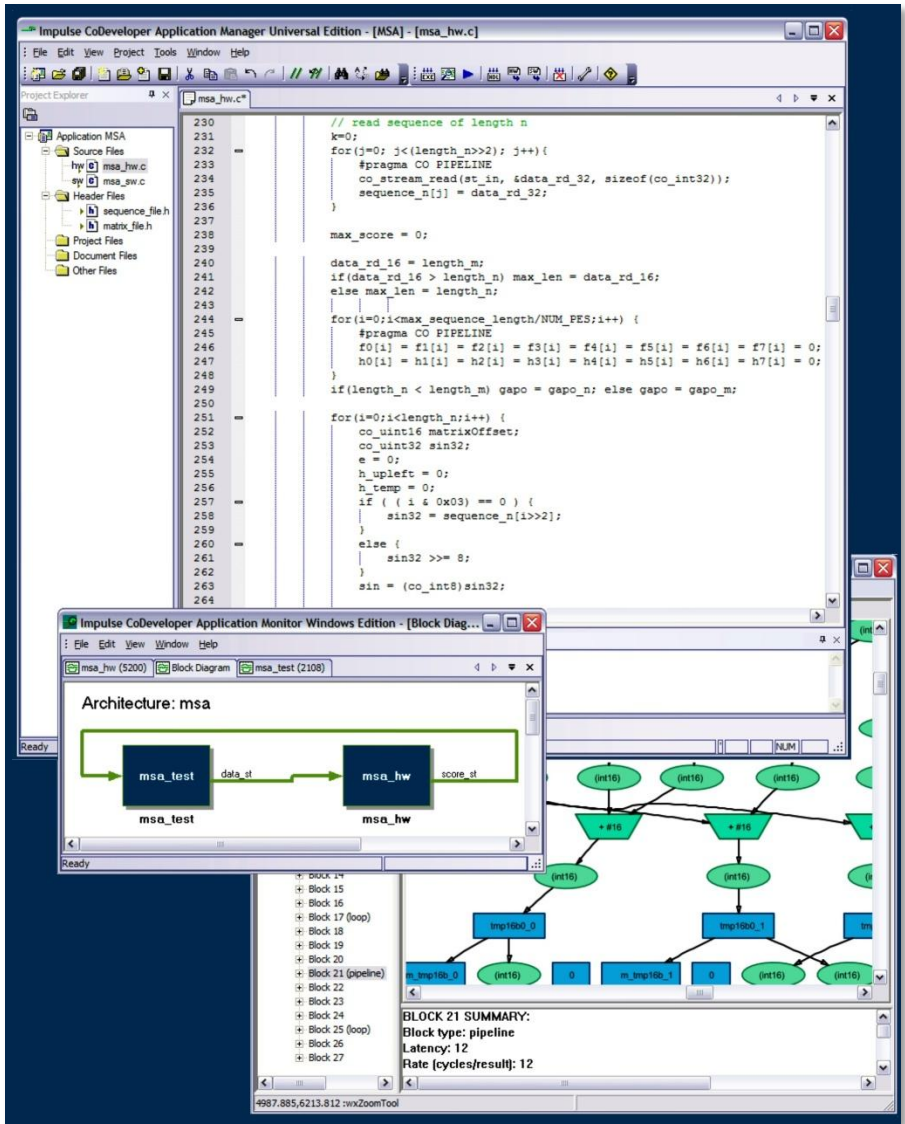 Impulse CoDeveloper Application Manager Universal Edition - [MSA] - [msa_hw.c]
File Edit View Project Tools Window Help
Project Explorer
msa_hw.c*
Application MSA
Source Files
hw msa_hw.c
sw msa_sw.c
Header Files
sequence_file.h
matrix_file.h
Project Files
Document Files
Other Files
230 // read sequence of length n
231 k=0;
232 for(j=0; j<(length_n>>2); j++){
233 #pragma CO PIPELINE
234 co_stream_read(st_in, &data_rd_32, sizeof(co_int32));
235 sequence_n[j] = data_rd_32;
236 }
237
238 max_score = 0;
239
240 data_rd_16 = length_m;
241 if(data_rd_16 > length_n) max_len = data_rd_16;
242 else max_len = length_n;
243
244 for(i=0;i<max_sequence_length/NUM_PES;i++) {
245 #pragma CO PIPELINE
246 f0[i] = f1[i] = f2[i] = f3[i] = f4[i] = f5[i] = f6[i] = f7[i] = 0;
247 h0[i] = h1[i] = h2[i] = h3[i] = h4[i] = h5[i] = h6[i] = h7[i] = 0;
248 }
249 if(length_n < length_m) gapo = gapo_n; else gapo = gapo_m;
250
251 for(i=0;i<length_n;i++) {
252 co_uint16 matrixOffset;
253 co_uint32 sin32;
254 e = 0;
255 h_upleft = 0;
256 h_temp = 0;
257 if ( ( i & 0x03) == 0 ) {
258 sin32 = sequence_n[i>>2];
259 }
260 else {
261 sin32 >>= 8;
262 }
263 sin = (co_int8)sin32;
264
Ready
NUM
Impulse CoDeveloper Application Monitor Windows Edition - [Block Diag...
File Edit View Window Help
msa_hw (5200) Block Diagram msa_test (2108)
Architecture: msa
msa_test data_st msa_hw score_st
msa_test msa_hw
Ready
(int16) (int16) (int16)
+ #16 + #16
(int16) (int16)
tmp16b0_0 tmp16b0_1
m_tmp16b_0 (int16) 0 m_tmp16b_1 0 (int16) (int16)
Block 14
Block 15
Block 16
Block 17 (loop)
Block 18
Block 19
Block 20
Block 21 (pipeline)
Block 22
Block 23
Block 24
Block 25 (loop)
Block 26
Block 27
BLOCK 21 SUMMARY:
Block type: pipeline
Latency: 12
Rate (cycles/result): 12
4987.885,6213.812 :wxZoomTool